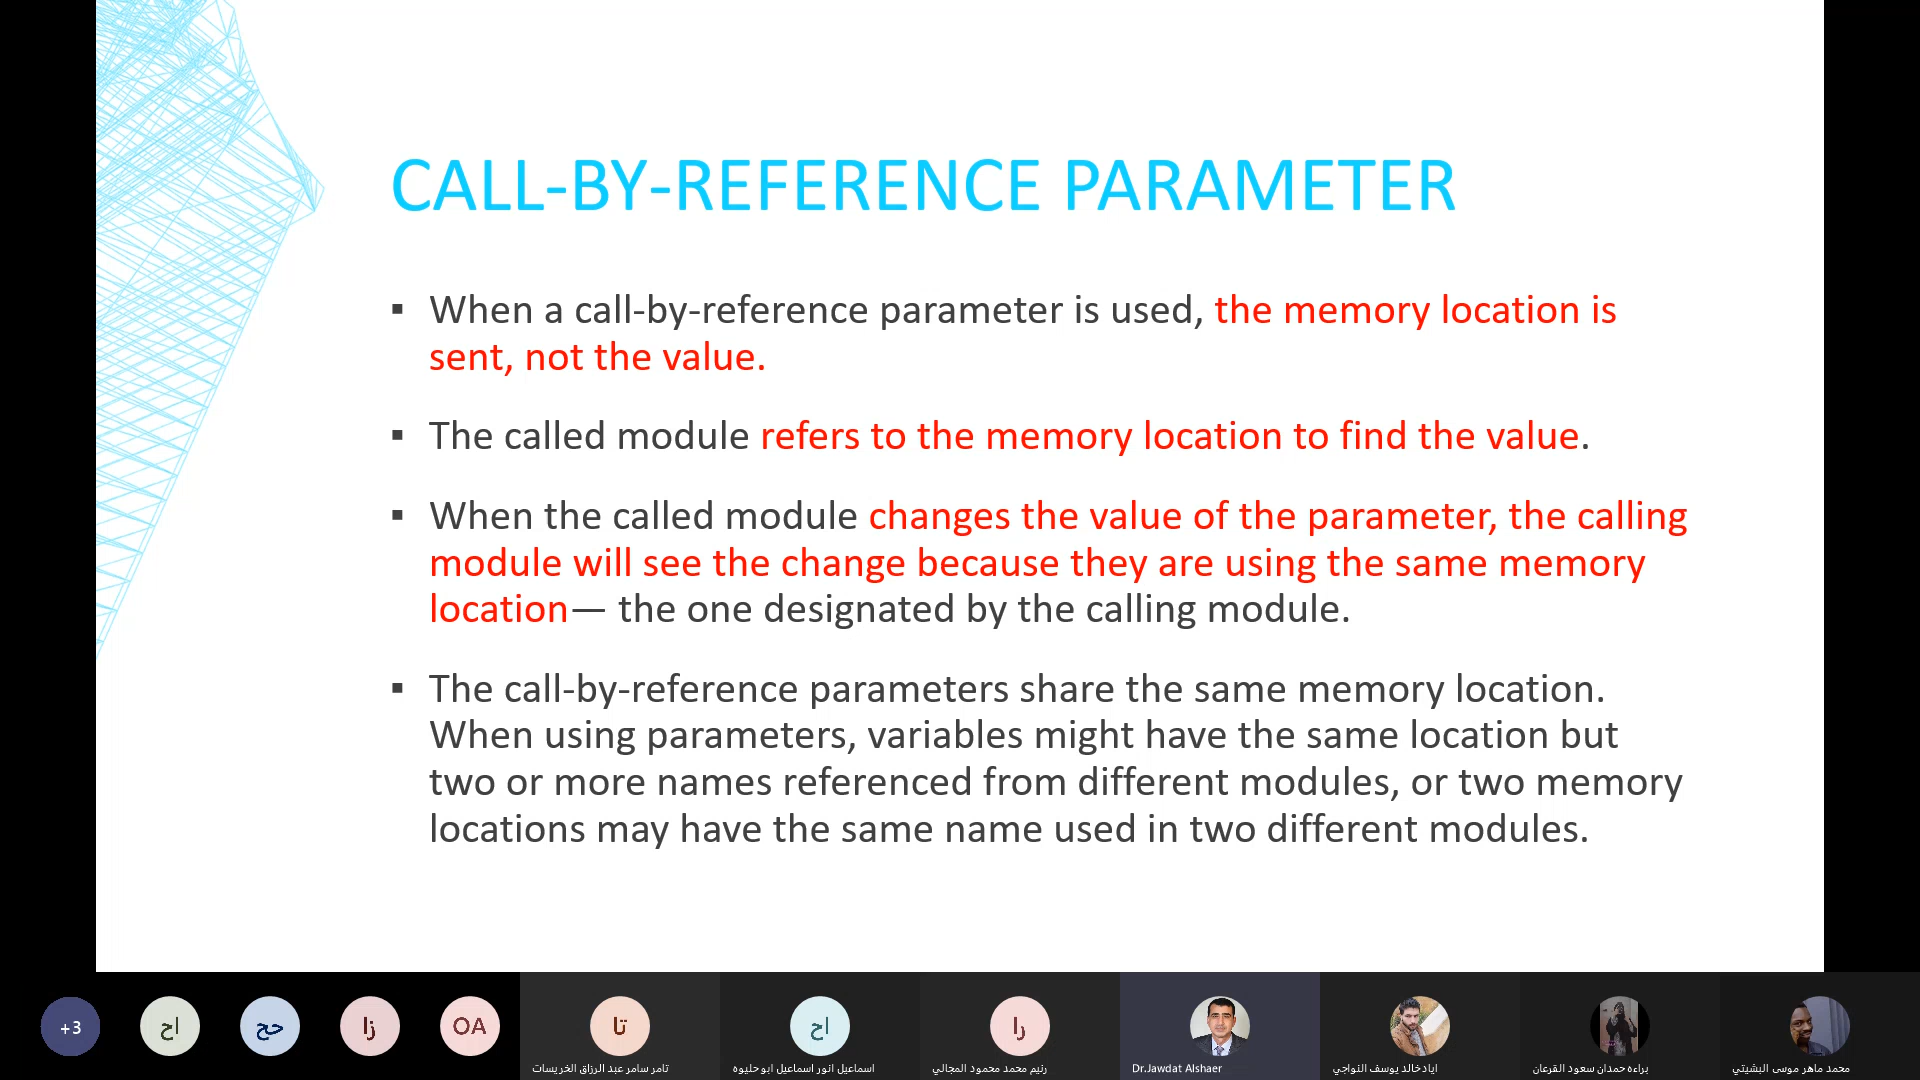 CALL-BY-REFERENCE PARAMETER
▪ When a call-by-reference parameter is used, the memory location is
sent, not the value.
▪ The called module refers to the memory location to find the value.
▪ When the called module changes the value of the parameter, the calling
module will see the change because they are using the same memory
location— the one designated by the calling module.
▪ The call-by-reference parameters share the same memory location.
When using parameters, variables might have the same location but
two or more names referenced from different modules, or two memory
locations may have the same name used in two different modules.
+3
اح
حح
زا
OA
تا
اح
را
تامر سامر عبد الرزاق الخريسات
اسماعيل انور اسماعيل ابوحليوه
رنيم محمد محمود المجالي
Dr.Jawdat Alshaer
اياد خالد يوسف النواجي
براءه حمدان سعود القرعان
محمد ماهر موسى البشيتي